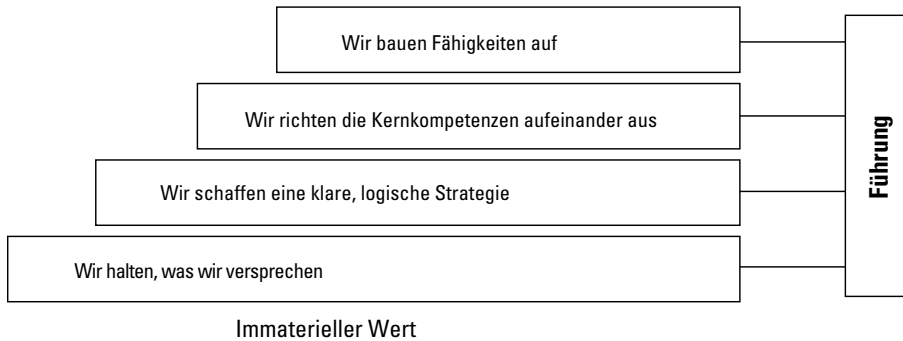 Wir bauen Fähigkeiten auf
Wir richten die Kernkompetenzen aufeinander aus
Wir schaffen eine klare, logische Strategie
Wir halten, was wir versprechen
Führung
Immaterieller Wert